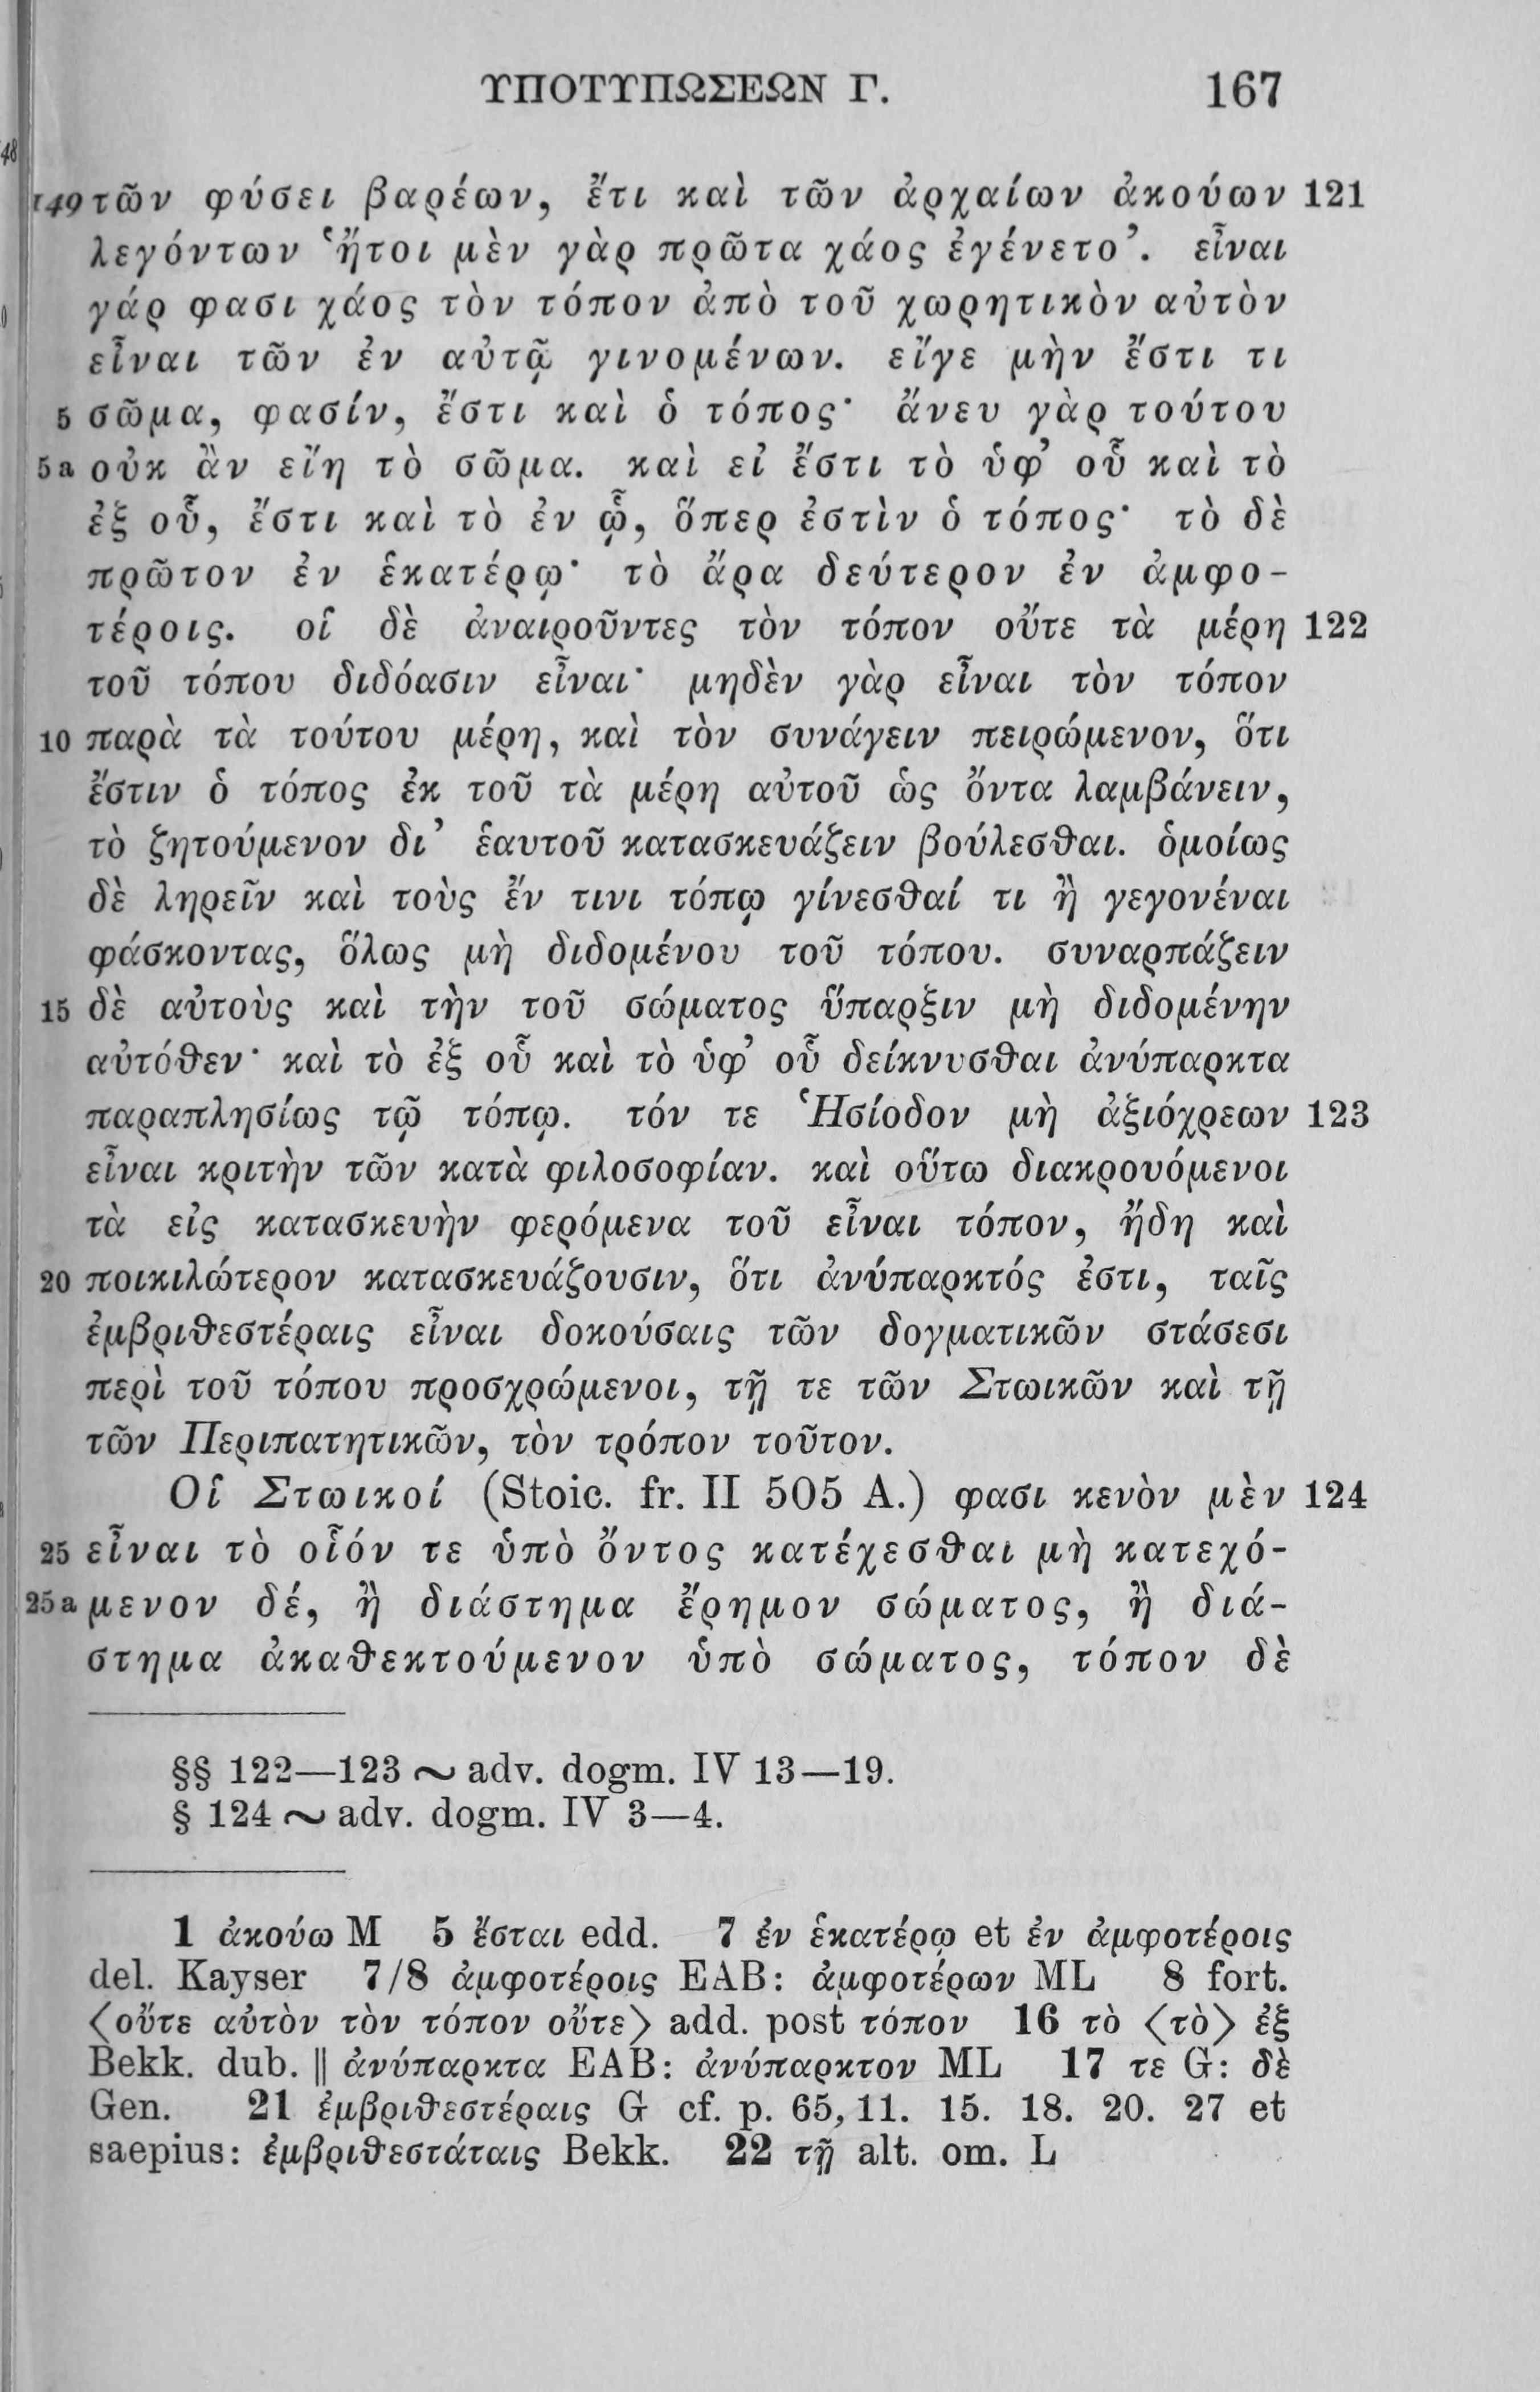 ΥΠΟΤΥΠΩΣΕΩΝ Γ. 167
149 τῶν φύσει βαρέων, ἔτι καὶ τῶν ἀρχαίων ἀκούων 121
λεγόντων ‘ἤτοι μὲν γὰρ πρῶτα χάος ἐγένετο’. εἶναι
γάρ φασι χάος τὸν τόπον ἀπὸ τοῦ χωρητικὸν αὐτὸν
εἶναι τῶν ἐν αὐτῷ γινομένων. εἴγε μὴν ἔστι τι
5 σῶμα, φασίν, ἔστι καὶ ὁ τόπος· ἄνευ γὰρ τούτου
5a οὐκ ἂν εἴη τὸ σῶμα. καὶ εἰ ἔστι τὸ ὑφ’ οὗ καὶ τὸ
ἐξ οὗ, ἔστι καὶ τὸ ἐν ᾧ, ὅπερ ἐστὶν ὁ τόπος· τὸ δὲ
πρῶτον ἐν ἑκατέρῳ· τὸ ἄρα δεύτερον ἐν ἀμφο-
τέροις. οἱ δὲ ἀναιροῦντες τὸν τόπον οὔτε τὰ μέρη 122
τοῦ τόπου διδόασιν εἶναι· μηδὲν γὰρ εἶναι τὸν τόπον
10 παρὰ τὰ τούτου μέρη, καὶ τὸν συνάγειν πειρώμενον, ὅτι
ἔστιν ὁ τόπος ἐκ τοῦ τὰ μέρη αὐτοῦ ὡς ὄντα λαμβάνειν,
τὸ ζητούμενον δι’ ἑαυτοῦ κατασκευάζειν βούλεσθαι. ὁμοίως
δὲ ληρεῖν καὶ τοὺς ἔν τινι τόπῳ γίνεσθαί τι ἢ γεγονέναι
φάσκοντας, ὅλως μὴ διδομένου τοῦ τόπου. συναρπάζειν
15 δὲ αὐτοὺς καὶ τὴν τοῦ σώματος ὕπαρξιν μὴ διδομένην
αὐτόθεν· καὶ τὸ ἐξ οὗ καὶ τὸ ὑφ’ οὗ δείκνυσθαι ἀνύπαρκτα
παραπλησίως τῷ τόπῳ. τόν τε Ἡσίοδον μὴ ἀξιόχρεων 123
εἶναι κριτὴν τῶν κατὰ φιλοσοφίαν. καὶ οὕτω διακρουόμενοι
τὰ εἰς κατασκευὴν φερόμενα τοῦ εἶναι τόπον, ἤδη καὶ
20 ποικιλώτερον κατασκευάζουσιν, ὅτι ἀνύπαρκτός ἐστι, ταῖς
ἐμβριθεστέραις εἶναι δοκούσαις τῶν δογματικῶν στάσεσι
περὶ τοῦ τόπου προσχρώμενοι, τῇ τε τῶν Στωικῶν καὶ τῇ
τῶν Περιπατητικῶν, τὸν τρόπον τοῦτον.
Οἱ Στωικοί (Stoic. fr. II 505 A.) φασι κενὸν μὲν 124
25 εἶναι τὸ οἷόν τε ὑπὸ ὄντος κατέχεσθαι μὴ κατεχό-
25a μενον δέ, ἢ διάστημα ἔρημον σώματος, ἢ διά-
στημα ἀκαθεκτούμενον ὑπὸ σώματος, τόπον δὲ
§§ 122—123 ∼ adv. dogm. IV 13—19.
§ 124 ∼ adv. dogm. IV 3—4.
1 ἀκούω M 5 ἔσται edd. 7 ἐν ἑκατέρῳ et ἐν ἀμφοτέροις
del. Kayser 7/8 ἀμφοτέροις EAB: ἀμφοτέρων ML 8 fort.
⟨οὔτε αὐτὸν τὸν τόπον οὔτε⟩ add. post τόπον 16 τὸ ⟨τὸ⟩ ἐξ
Bekk. dub. ‖ ἀνύπαρκτα EAB: ἀνύπαρκτον ML 17 τε G: δὲ
Gen. 21 ἐμβριθεστέραις G cf. p. 65, 11. 15. 18. 20. 27 et
saepius: ἐμβριθεστάταις Bekk. 22 τῇ alt. om. L